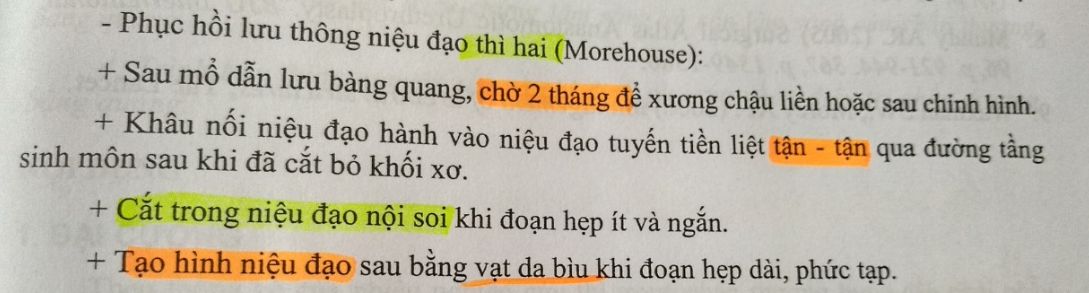 - Phục hồi lưu thông niệu đạo thì hai (Morehouse):
+ Sau mổ dẫn lưu bàng quang, chờ 2 tháng để xương chậu liền hoặc sau chinh hình.
+ Khâu nối niệu đạo hành vào niệu đạo tuyến tiền liệt tận - tận qua đường tầng
sinh môn sau khi đã cắt bỏ khối xơ.
+ Cắt trong niệu đạo nội soi khi đoạn hẹp ít và ngắn.
+ Tạo hình niệu đạo sau bằng vạt da bìu khi đoạn hẹp dài, phức tạp.